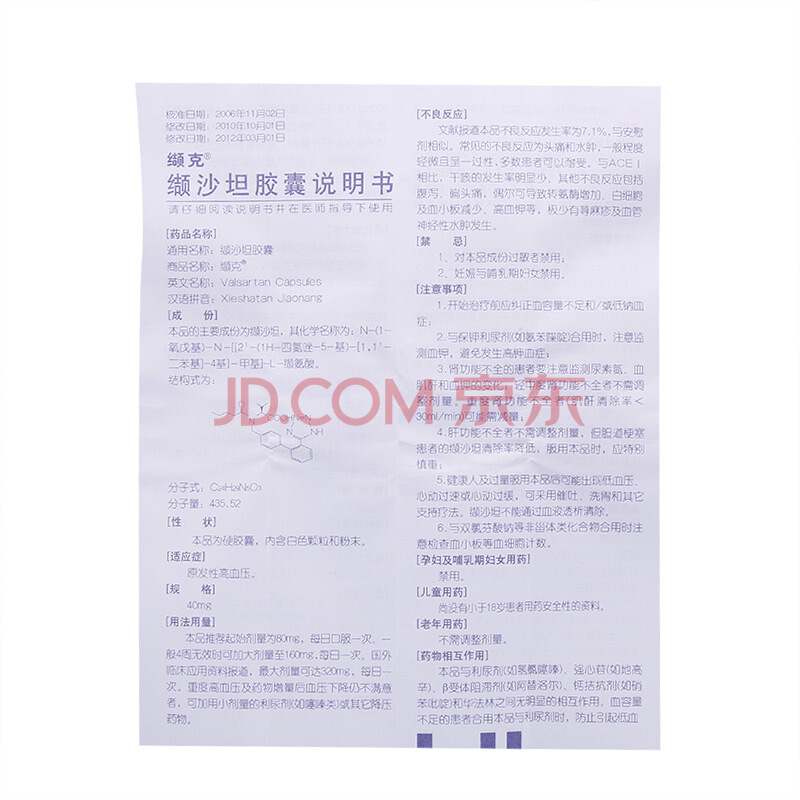 核准日期：2006年11月02日
修改日期：2010年10月01日
修改日期：2012年03月01日
缬克®
缬沙坦胶囊说明书
请仔细阅读说明书并在医师指导下使用
[药品名称]
通用名称：缬沙坦胶囊
商品名称：缬克®
英文名称：Valsartan Capsules
汉语拼音：Xieshatan Jiaonang
[成 份]
本品的主要成份为缬沙坦，其化学名称为：N-(1-
氧戊基)-N-[[2'-(1H-四氮唑-5-基)-[1,1'-
二苯基]-4基]-甲基]-L-缬氨酸。
结构式为：
分子式：C₂₄H₂₉N₅O₃
分子量：435.52
[性 状]
本品为硬胶囊，内含白色颗粒和粉末。
[适应症]
原发性高血压。
[规 格]
40mg
[用法用量]
本品推荐起始剂量为80mg，每日口服一次、一
般4周无效时可加大剂量至160mg,每日一次。国外
临床应用资料报道，最大剂量可达320mg，每日一
次。重度高血压及药物增量后血压下降仍不满意
者，可加用小剂量的利尿剂(如噻嗪类)或其它降压
药物。
[不良反应]
文献报道本品不良反应发生率为7.1%，与安慰
剂相似。常见的不良反应为头痛和水肿，一般程度
轻微且呈一过性，多数患者可以耐受。与ACEI
相比，干咳的发生率明显少。其他不良反应包括
腹泻、偏头痛，偶尔可导致转氨酶增加、白细胞
及血小板减少、高血钾等，极少有荨麻疹及血管
神经性水肿发生。
[禁 忌]
1、对本品成份过敏者禁用；
2、妊娠与哺乳期妇女禁用。
[注意事项]
1.开始治疗前应纠正血容量不足和/或低钠血
症；
2.与保钾利尿剂(如氨苯蝶啶)合用时，注意监
测血钾，避免发生高钾血症；
3.肾功能不全的患者要注意监测尿素氮、血
肌酐和血钾的变化。轻中度肾功能不全者不需调
整剂量。重度肾功能不全者(肌酐清除率<
30ml/min)可能需减量；
4.肝功能不全者不需调整剂量，但胆道梗塞
患者的缬沙坦清除率降低，服用本品时，应特别
慎重；
5.健康人及过量服用本品后可能出现低血压、
心动过速或心动过缓，可采用催吐、洗胃和其它
支持疗法。缬沙坦不能通过血液透析清除。
6.与双氯芬酸钠等非甾体类化合物合用时注
意检查血小板等血细胞计数。
[孕妇及哺乳期妇女用药]
禁用。
[儿童用药]
尚没有小于18岁患者用药安全性的资料。
[老年用药]
不需调整剂量。
[药物相互作用]
本品与利尿剂(如氢氯噻嗪)、强心苷(如地高
辛)、β受体阻滞剂(如阿替洛尔)、钙拮抗剂(如硝
苯吡啶)和华法林之间无明显的相互作用。血容量
不足的患者合用本品与利尿剂时，防止引起低血
JD.COM 京东